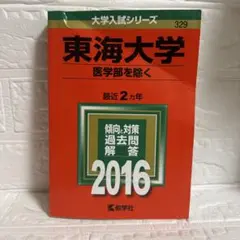 大学入試シリーズ
329
東海大学
医学部を除く
最近2カ年
傾向と対策
過去問
解答
2016
教学社